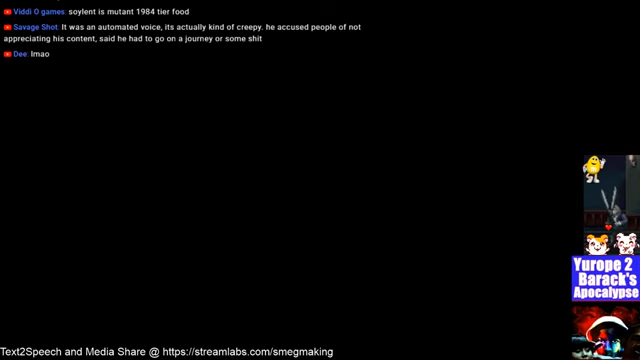 Viddi O games: soylent is mutant 1984 tier food
Savage Shot: It was an automated voice, its actually kind of creepy. he accused people of not
appreciating his content, said he had to go on a journey or some shit
Dee: lmao
Yurope 2
Barack's
Apocalypse
Text2Speech and Media Share @ https://streamlabs.com/smegmaking